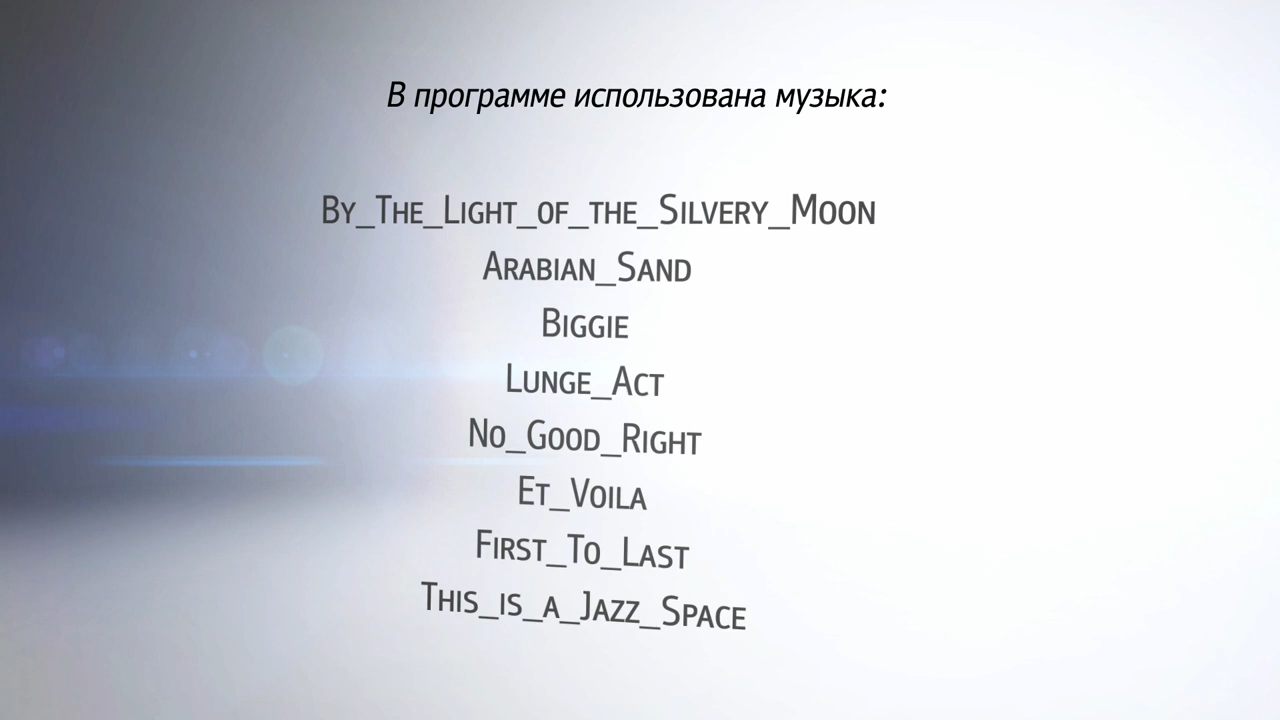 В программе использована музыка:
By_The_Light_of_the_Silvery_Moon
Arabian_Sand
Biggie
Lunge_Act
No_Good_Right
Et_Voila
First_To_Last
This_is_a_Jazz_Space